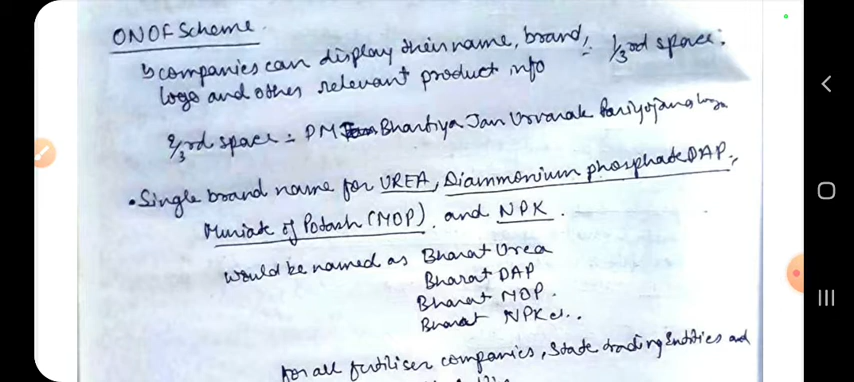 ONOF Scheme.
↳ companies can display their name, brand, :- 1/3rd space:
logo and other relevant product info
2/3rd space :- PM Bhartiya Jan Urvarak Pariyojana logo
• Single brand name for UREA, Diammonium phosphate DAP,
Muriate of Potash (MOP). and NPK.
would be named as Bharat Urea
Bharat DAP
Bharat MOP.
Bharat NPK
for all fertiliser companies, State trading Entities and